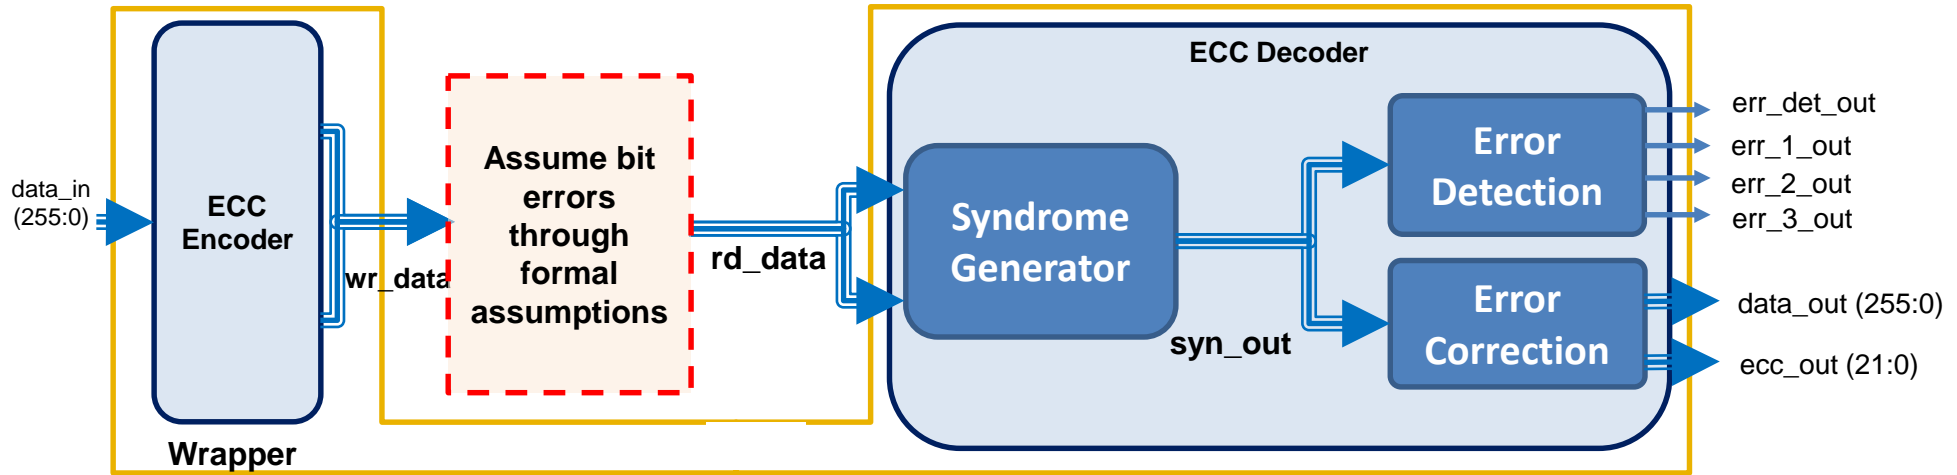 data_in
(255:0)
ECC
Encoder
Wrapper
wr_data
Assume bit
errors
through
formal
assumptions
rd_data
ECC Decoder
Syndrome
Generator
syn_out
Error
Detection
Error
Correction
err_det_out
err_1_out
err_2_out
err_3_out
data_out (255:0)
ecc_out (21:0)